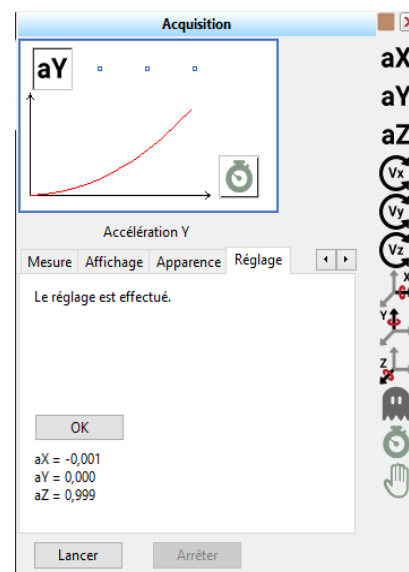 Acquisition
aY
Accélération Y
Mesure Affichage Apparence Réglage
Le réglage est effectué.
OK
aX = -0,001
aY = 0,000
aZ = 0,999
Lancer Arrêter
aX
aY
aZ
Vx
Vy
Vz
X
Y
Z